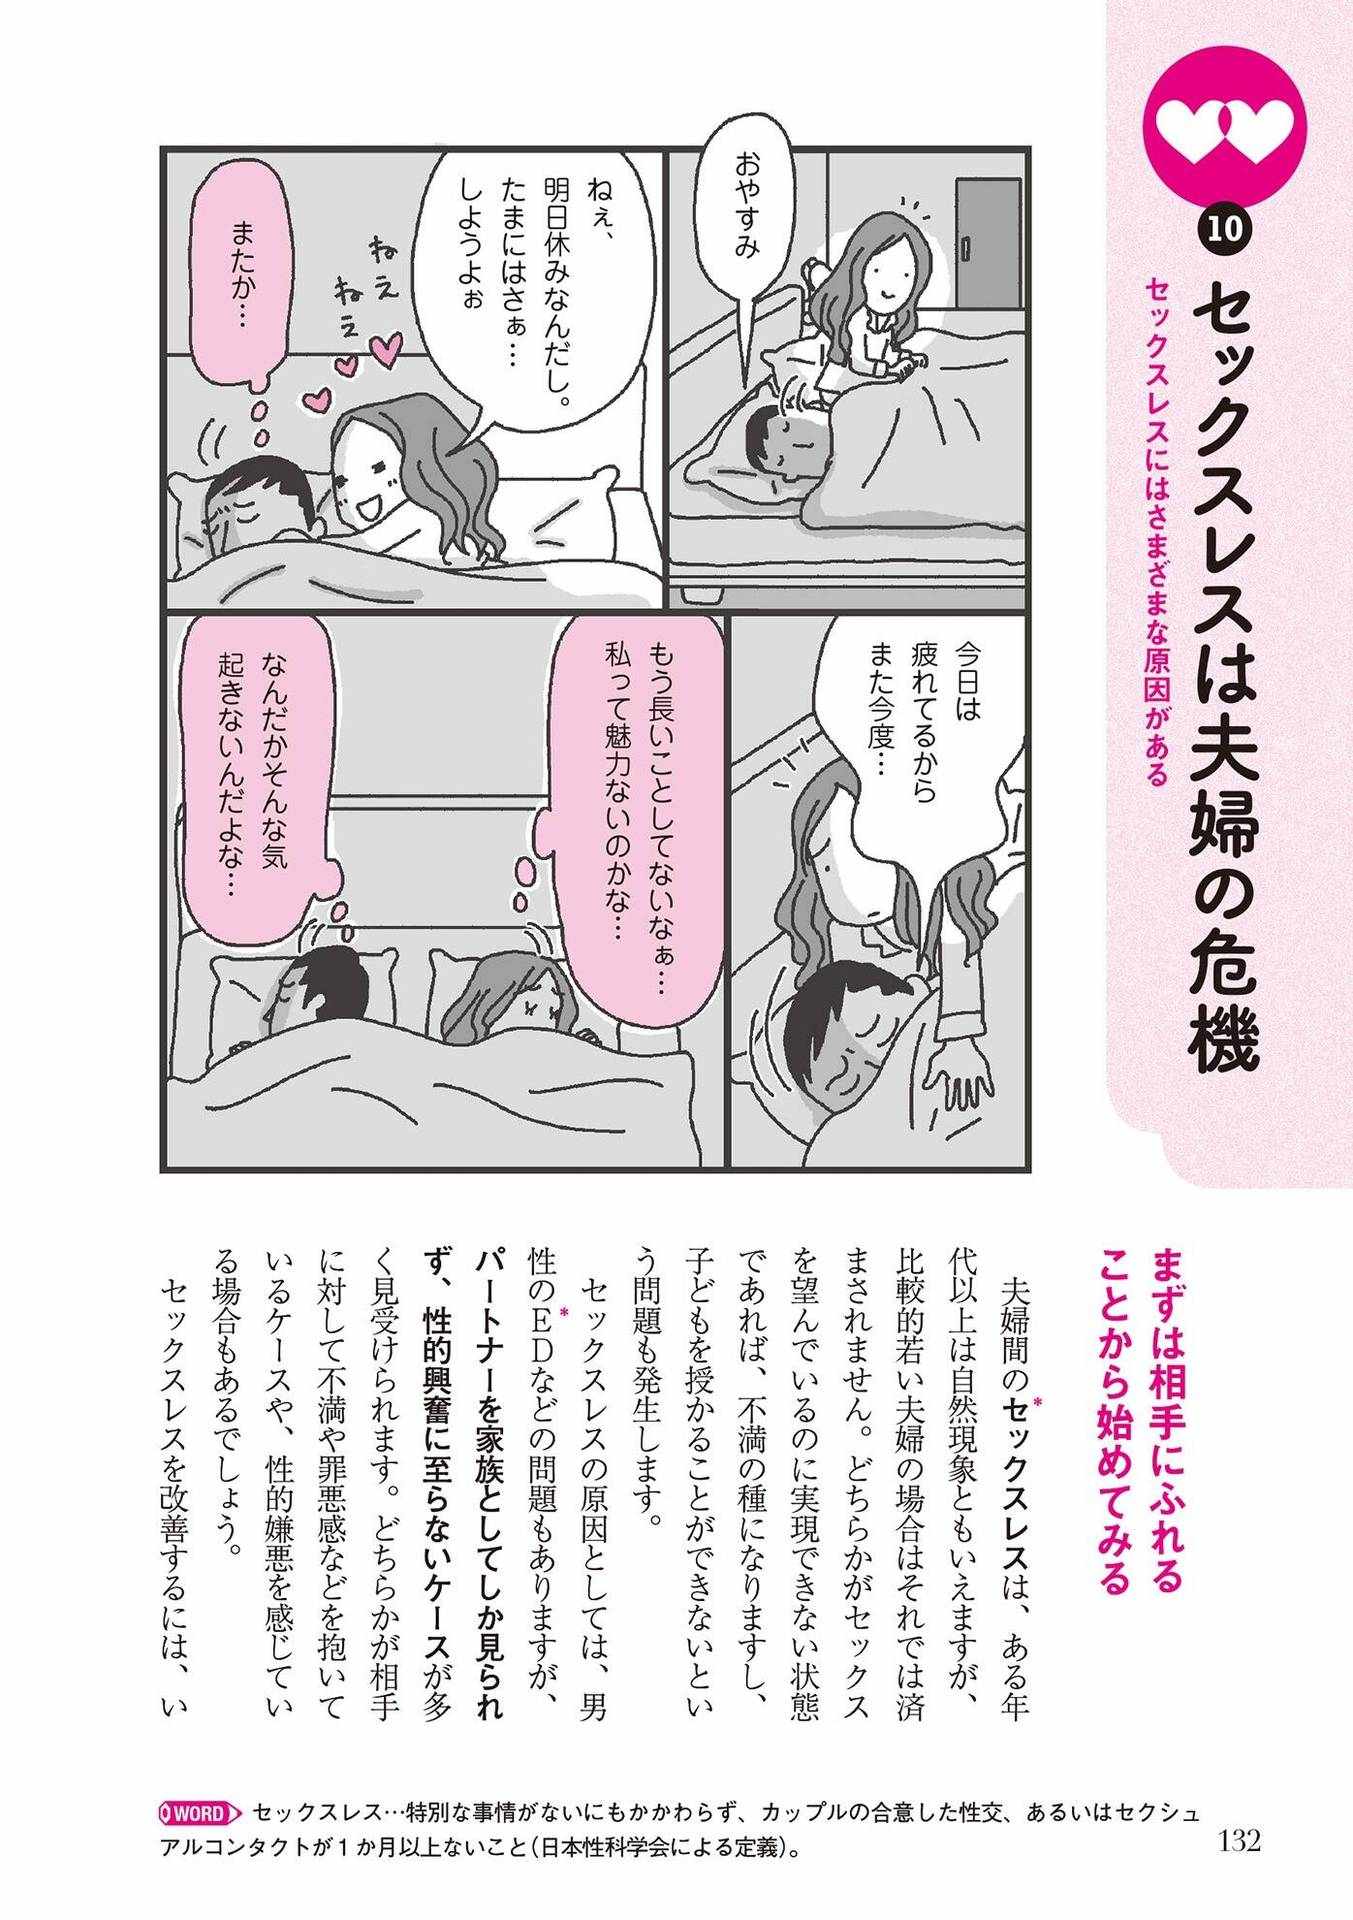 10
セックスレスは夫婦の危機
セックスレスにはさまざまな原因がある
おやすみ
ねぇ、
明日休みなんだし。
たまにはさぁ…
しようよぉ
ねえ
ねえ
またか…
今日は
疲れてるから
また今度…
もう長いことしてないなぁ…
私って魅力ないのかな…
なんだかそんな気
起きないんだよな…
まずは相手にふれる
ことから始めてみる
夫婦間のセックスレスは、ある年
代以上は自然現象ともいえますが、
比較的若い夫婦の場合はそれでは済
まされません。どちらかがセックス
を望んでいるのに実現できない状態
であれば、不満の種になりますし、
子どもを授かることができないとい
う問題も発生します。
セックスレスの原因としては、男
性のEDなどの問題もありますが、
パートナーを家族としてしか見られ
ず、性的興奮に至らないケースが多
く見受けられます。どちらかが相手
に対して不満や罪悪感などを抱いて
いるケースや、性的嫌悪を感じてい
る場合もあるでしょう。
セックスレスを改善するには、い
WORD セックスレス…特別な事情がないにもかかわらず、カップルの合意した性交、あるいはセクシュ
アルコンタクトが1か月以上ないこと(日本性科学会による定義)。
132